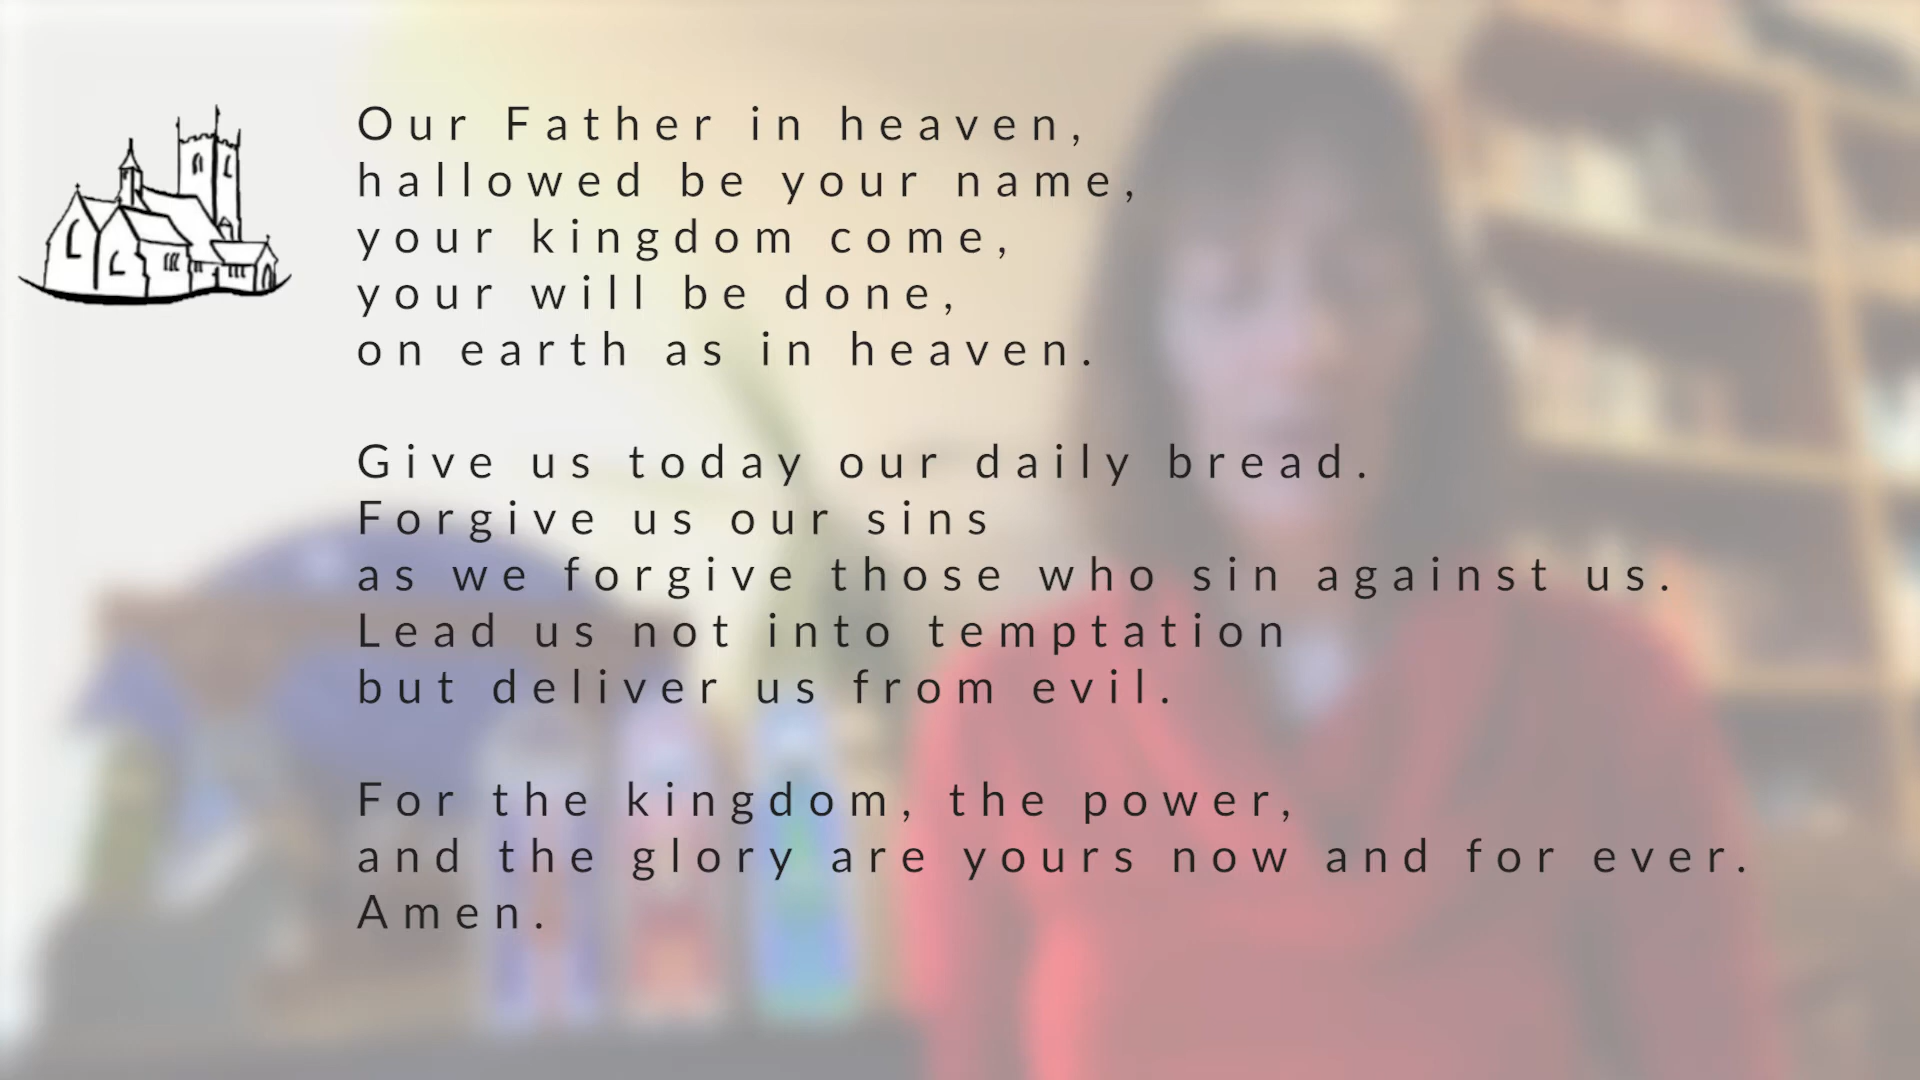 Our Father in heaven,
hallowed be your name,
your kingdom come,
your will be done,
on earth as in heaven.
Give us today our daily bread.
Forgive us our sins
as we forgive those who sin against us.
Lead us not into temptation
but deliver us from evil.
For the kingdom, the power,
and the glory are yours now and for ever.
Amen.